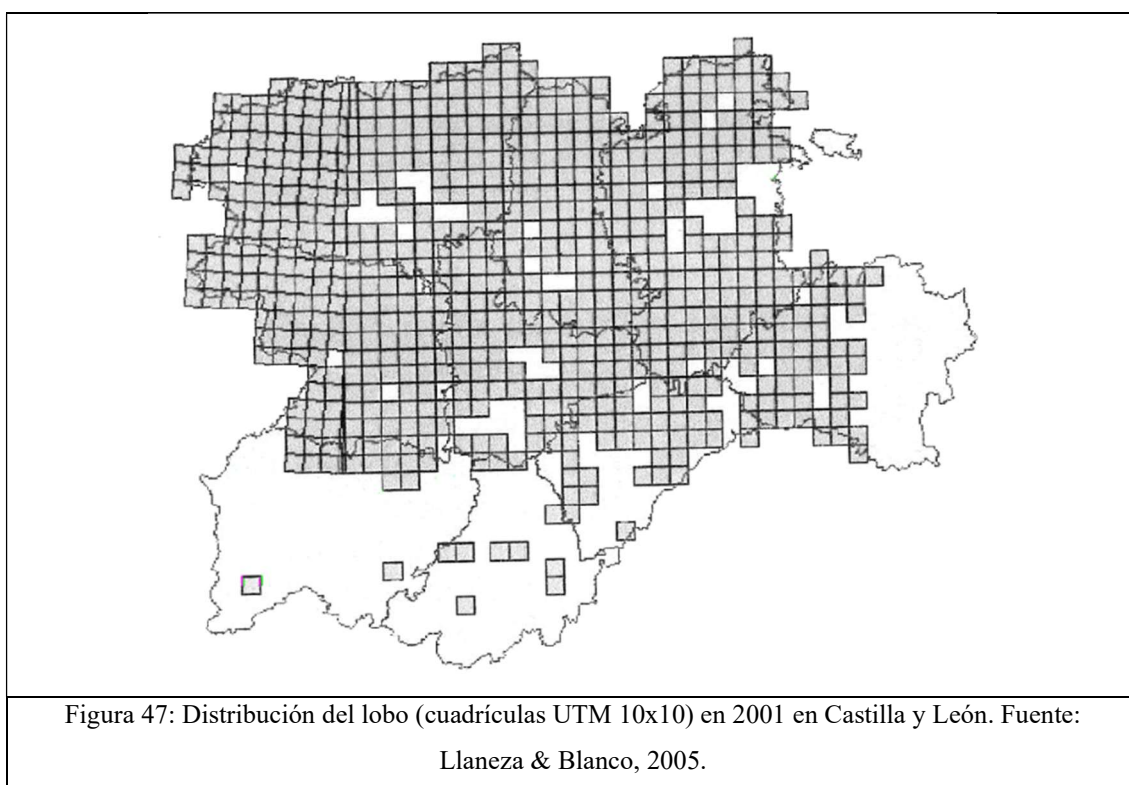 Figura 47: Distribución del lobo (cuadrículas UTM 10x10) en 2001 en Castilla y León. Fuente:
Llaneza & Blanco, 2005.